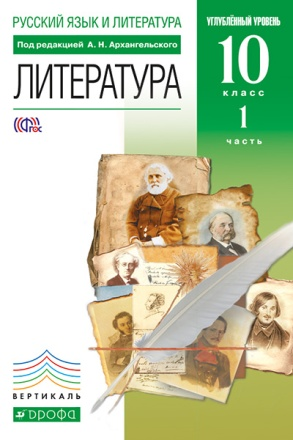 РУССКИЙ ЯЗЫК И ЛИТЕРАТУРА
УГЛУБЛЁННЫЙ УРОВЕНЬ
Под редакцией А. Н. Архангельского
ЛИТЕРАТУРА
10
класс
1
часть
ФГОС
ВЕРТИКАЛЬ
ДРОФА